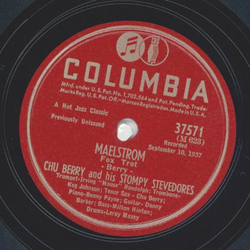 COLUMBIA
A Hot Jazz Classic
Previously Unissued
37571
(M 623)
Recorded
September 10, 1937
MAELSTROM
Fox Trot
- Berry -
CHU BERRY and his STOMPY STEVEDORES
Trumpet-Irving "Mouse" Randolph; Trombone-
Keg Johnson; Tenor Sax - Chu Berry;
Piano-Benny Payne; Guitar- Danny
Barker; Bass-Milton Hinton;
Drums-Leroy Maxey